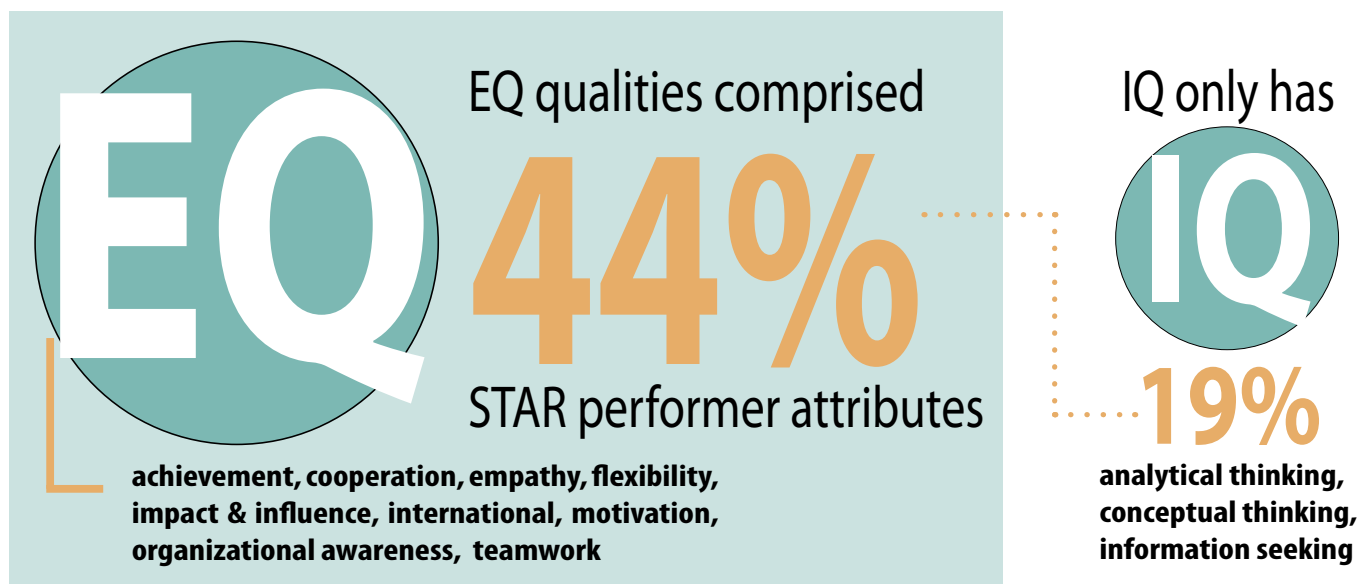 EQ
EQ qualities comprised
44%
STAR performer attributes
achievement, cooperation, empathy, flexibility,
impact & influence, international, motivation,
organizational awareness, teamwork
IQ only has
IQ
19%
analytical thinking,
conceptual thinking,
information seeking